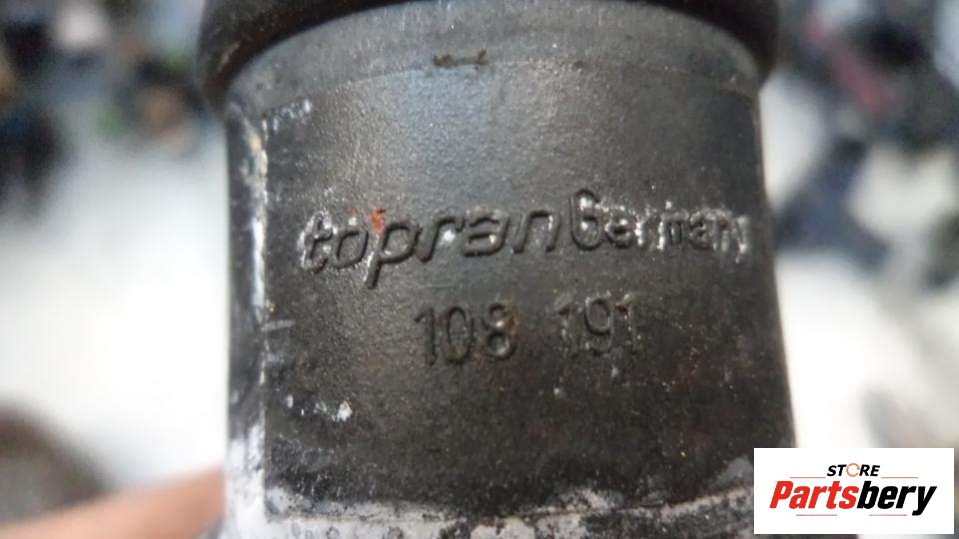 topran Germany
108 191
STORE
Partsbery